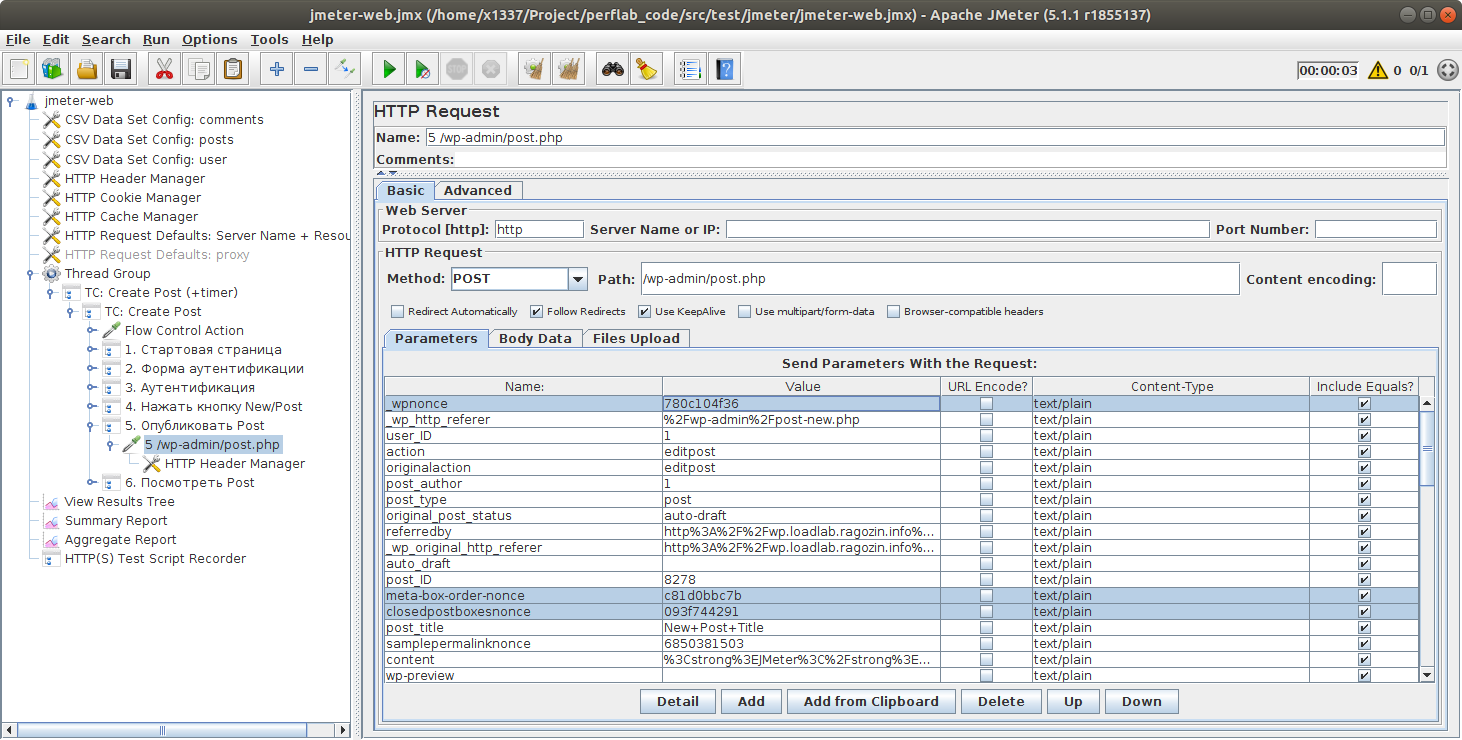 jmeter-web.jmx (/home/x1337/Project/perflab_code/src/test/jmeter/jmeter-web.jmx) - Apache JMeter (5.1.1 r1855137)
File Edit Search Run Options Tools Help
STOP 00:00:03 0 0/1
jmeter-web
CSV Data Set Config: comments
CSV Data Set Config: posts
CSV Data Set Config: user
HTTP Header Manager
HTTP Cookie Manager
HTTP Cache Manager
HTTP Request Defaults: Server Name + Resou
HTTP Request Defaults: proxy
Thread Group
TC: Create Post (+timer)
TC: Create Post
Flow Control Action
1. Стартовая страница
2. Форма аутентификации
3. Аутентификация
4. Нажать кнопку New/Post
5. Опубликовать Post
5 /wp-admin/post.php
HTTP Header Manager
6. Посмотреть Post
View Results Tree
Summary Report
Aggregate Report
HTTP(S) Test Script Recorder
HTTP Request
Name: 5 /wp-admin/post.php
Comments:
Basic Advanced
Web Server
Protocol [http]: http Server Name or IP: Port Number:
HTTP Request
Method: POST Path: /wp-admin/post.php Content encoding:
Redirect Automatically Follow Redirects Use KeepAlive Use multipart/form-data Browser-compatible headers
Parameters Body Data Files Upload
Send Parameters With the Request:
Name: Value URL Encode? Content-Type Include Equals?
_wpnonce 780c104f36 text/plain
_wp_http_referer %2Fwp-admin%2Fpost-new.php text/plain
user_ID 1 text/plain
action editpost text/plain
originalaction editpost text/plain
post_author 1 text/plain
post_type post text/plain
original_post_status auto-draft text/plain
referredby http%3A%2F%2Fwp.loadlab.ragozin.info%... text/plain
_wp_original_http_referer http%3A%2F%2Fwp.loadlab.ragozin.info%... text/plain
auto_draft text/plain
post_ID 8278 text/plain
meta-box-order-nonce c81d0bbc7b text/plain
closedpostboxesnonce 093f744291 text/plain
post_title New+Post+Title text/plain
samplepermalinknonce 6850381503 text/plain
content %3Cstrong%3EJMeter%3C%2Fstrong%3E... text/plain
wp-preview text/plain
Detail Add Add from Clipboard Delete Up Down